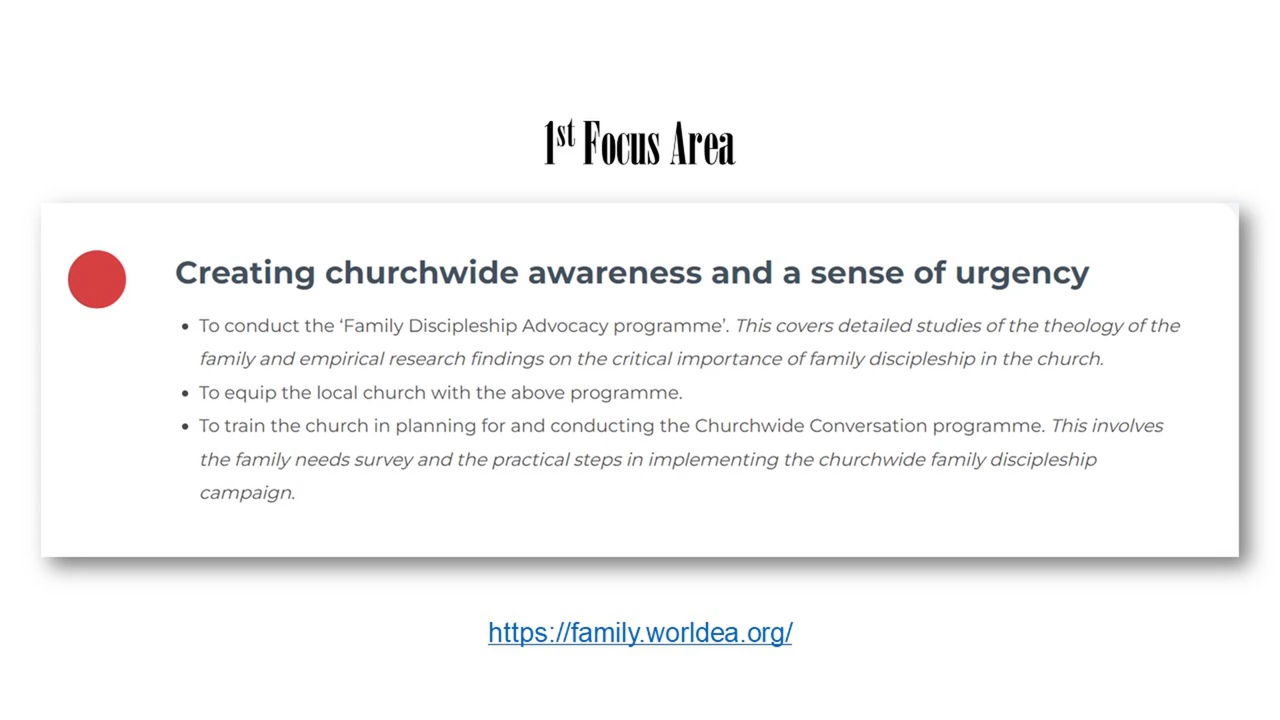 1st Focus Area
Creating churchwide awareness and a sense of urgency
• To conduct the ‘Family Discipleship Advocacy programme’. This covers detailed studies of the theology of the
family and empirical research findings on the critical importance of family discipleship in the church.
• To equip the local church with the above programme.
• To train the church in planning for and conducting the Churchwide Conversation programme. This involves
the family needs survey and the practical steps in implementing the churchwide family discipleship
campaign.
https://family.worldea.org/